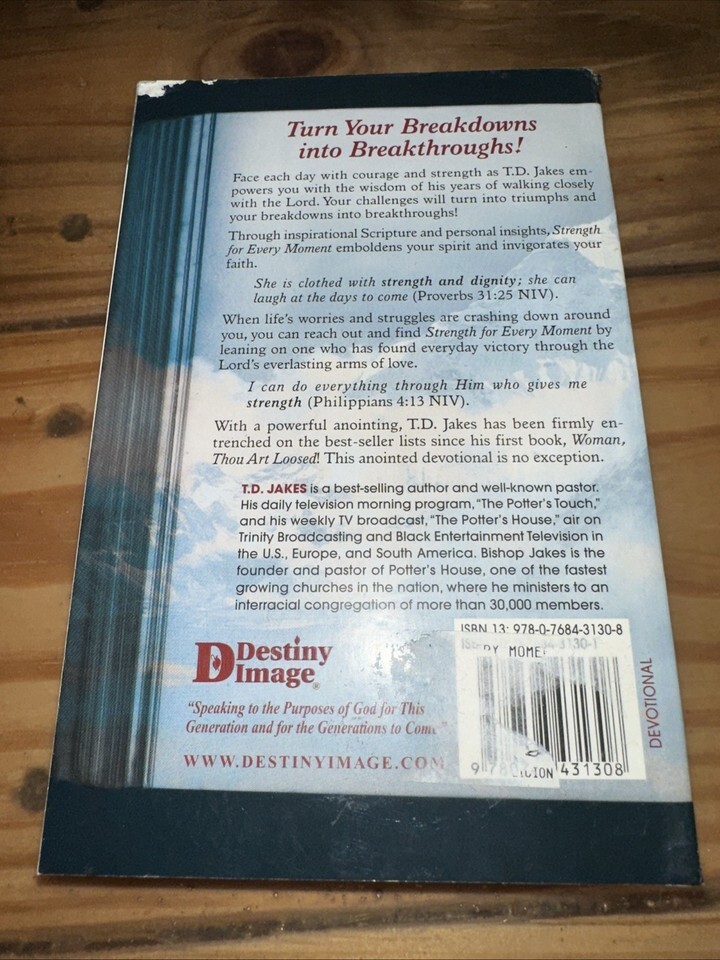 Turn Your Breakdowns
into Breakthroughs!
Face each day with courage and strength as T.D. Jakes em-
powers you with the wisdom of his years of walking closely
with the Lord. Your challenges will turn into triumphs and
your breakdowns into breakthroughs!
Through inspirational Scripture and personal insights, Strength
for Every Moment emboldens your spirit and invigorates your
faith.
She is clothed with strength and dignity; she can
laugh at the days to come (Proverbs 31:25 NIV).
When life's worries and struggles are crashing down around
you, you can reach out and find Strength for Every Moment by
leaning on one who has found everyday victory through the
Lord's everlasting arms of love.
I can do everything through Him who gives me
strength (Philippians 4:13 NIV).
With a powerful anointing, T.D. Jakes has been firmly en-
trenched on the best-seller lists since his first book, Woman,
Thou Art Loosed! This anointed devotional is no exception.
T.D. JAKES is a best-selling author and well-known pastor.
His daily television morning program, "The Potter's Touch,"
and his weekly TV broadcast, "The Potter's House," air on
Trinity Broadcasting and Black Entertainment Television in
the U.S., Europe, and South America. Bishop Jakes is the
founder and pastor of Potter's House, one of the fastest
growing churches in the nation, where he ministers to an
interracial congregation of more than 30,000 members.
Destiny
Image®
"Speaking to the Purposes of God for This
Generation and for the Generations to Come"
WWW.DESTINYIMAGE.COM
ISBN 13: 978-0-7684-3130-8
3130-1
9 78 431308
DEVOTIONAL